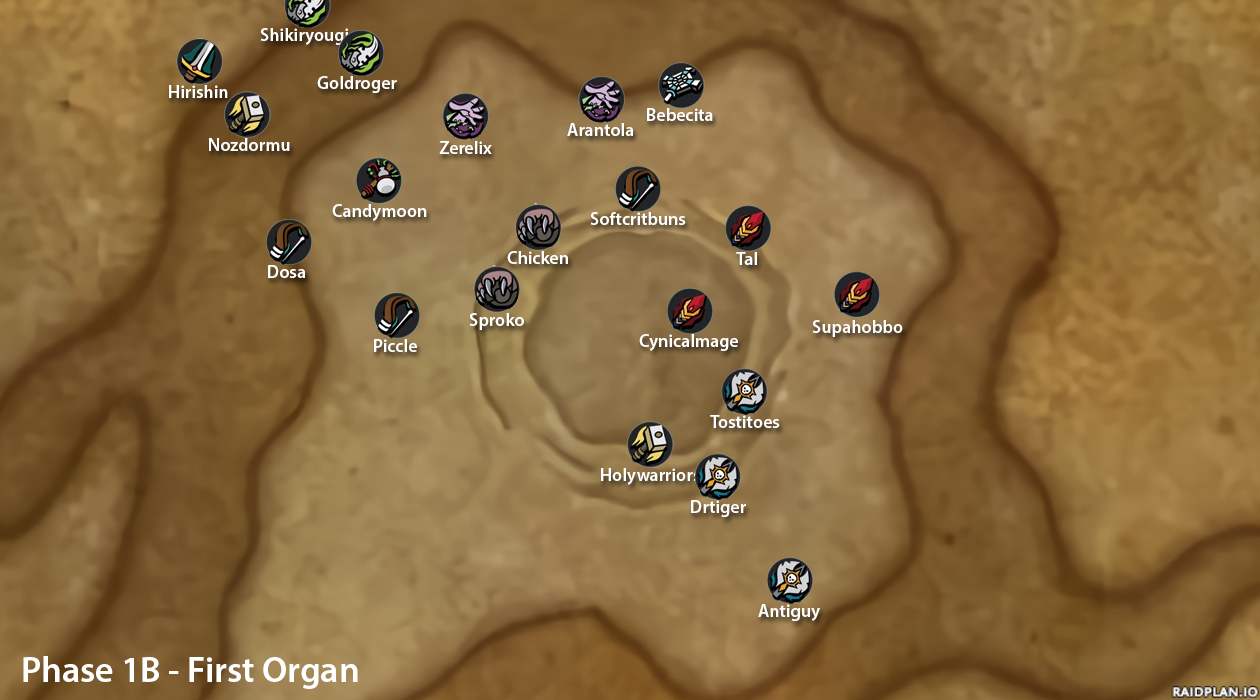 Shikiryougi
Goldroger
Hirishin
Nozdormu
Zerelix
Arantola
Bebecita
Candymoon
Softcritbuns
Chicken
Tal
Dosa
Sproko
Supahobbo
Piccle
Cynicalmage
Tostitoes
Holywarriors
Drtiger
Antiguy
Phase 1B - First Organ
RAIDPLAN.IO